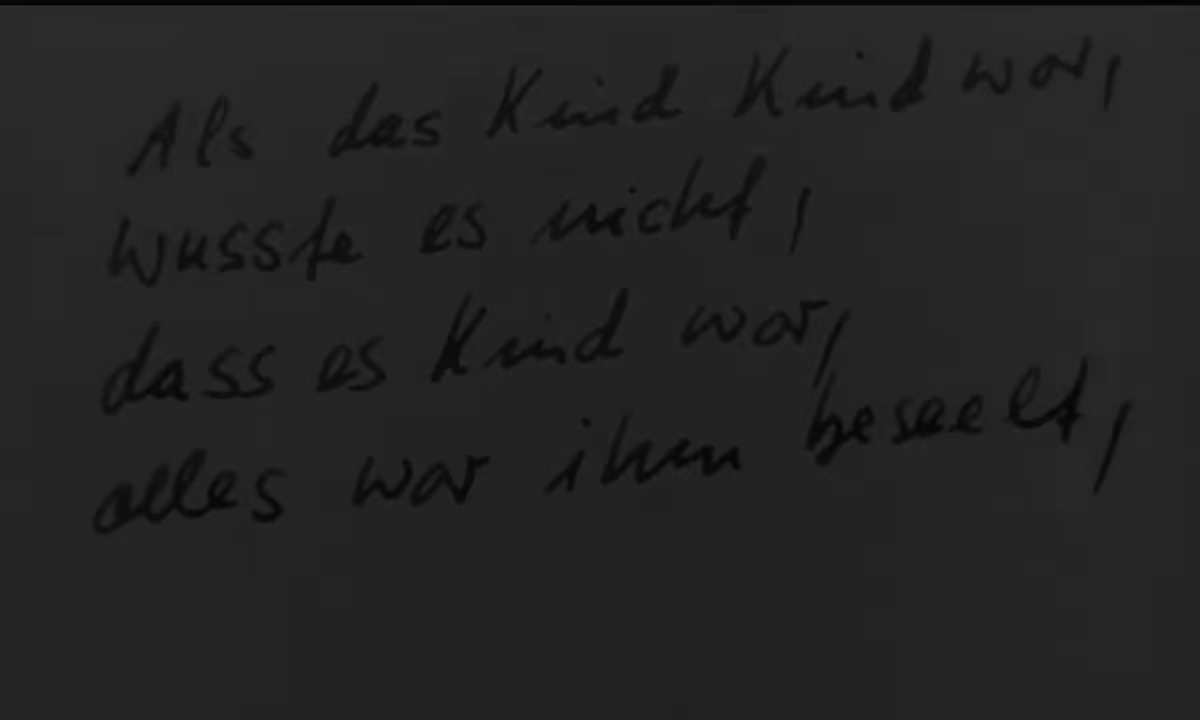 Als das Kind Kind war,
wusste es nicht,
dass es Kind war,
alles war ihm beseelt,